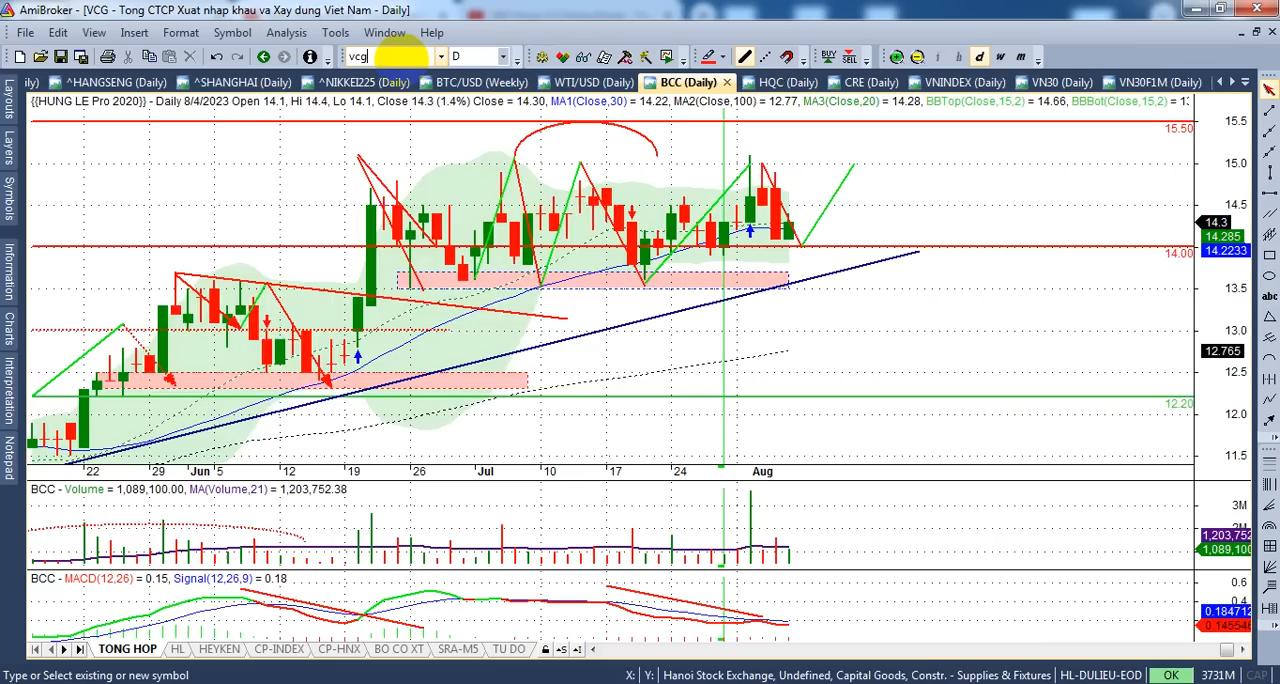 AmiBroker - [VCG - Tong CTCP Xuat nhap khau va Xay dung Viet Nam - Daily]
File Edit View Insert Format Symbol Analysis Tools Window Help
vcg D i d w m BUY SELL
ily) ^HANGSENG (Daily) ^SHANGHAI (Daily) ^NIKKEI225 (Daily) BTC/USD (Weekly) WTI/USD (Daily) BCC (Daily) HQC (Daily) CRE (Daily) VNINDEX (Daily) VN30 (Daily) VN30F1M (Daily)
{{HUNG LE Pro 2020}} - Daily 8/4/2023 Open 14.1, Hi 14.4, Lo 14.1, Close 14.3 (1.4%) Close = 14.30, MA1(Close,30) = 14.22, MA2(Close,100) = 12.77, MA3(Close,20) = 14.28, BBTop(Close,15,2) = 14.66, BBBot(Close,15,2) = 1
Layouts
Layers
Symbols
Information
Charts
Interpretation
Notepad
15.50
15.5
15.0
14.5
14.3
14.285
14.2233
14.00
13.5
13.0
12.765
12.5
12.20
12.0
11.5
abc
22 29 Jun 5 12 19 26 Jul 10 17 24 Aug
BCC - Volume = 1,089,100.00, MA(Volume,21) = 1,203,752.38
3M
2M
1,203,752
1,089,100
BCC - MACD(12,26) = 0.15, Signal(12,26,9) = 0.18
0.6
0.4
0.184712
0.145546
TONG HOP HL HEYKEN CP-INDEX CP-HNX BO CO XT SRA-M5 TU DO
Type or Select existing or new symbol X: Y: Hanoi Stock Exchange, Undefined, Capital Goods, Constr. - Supplies & Fixtures HL-DULIEU-EOD OK 3731M CAP